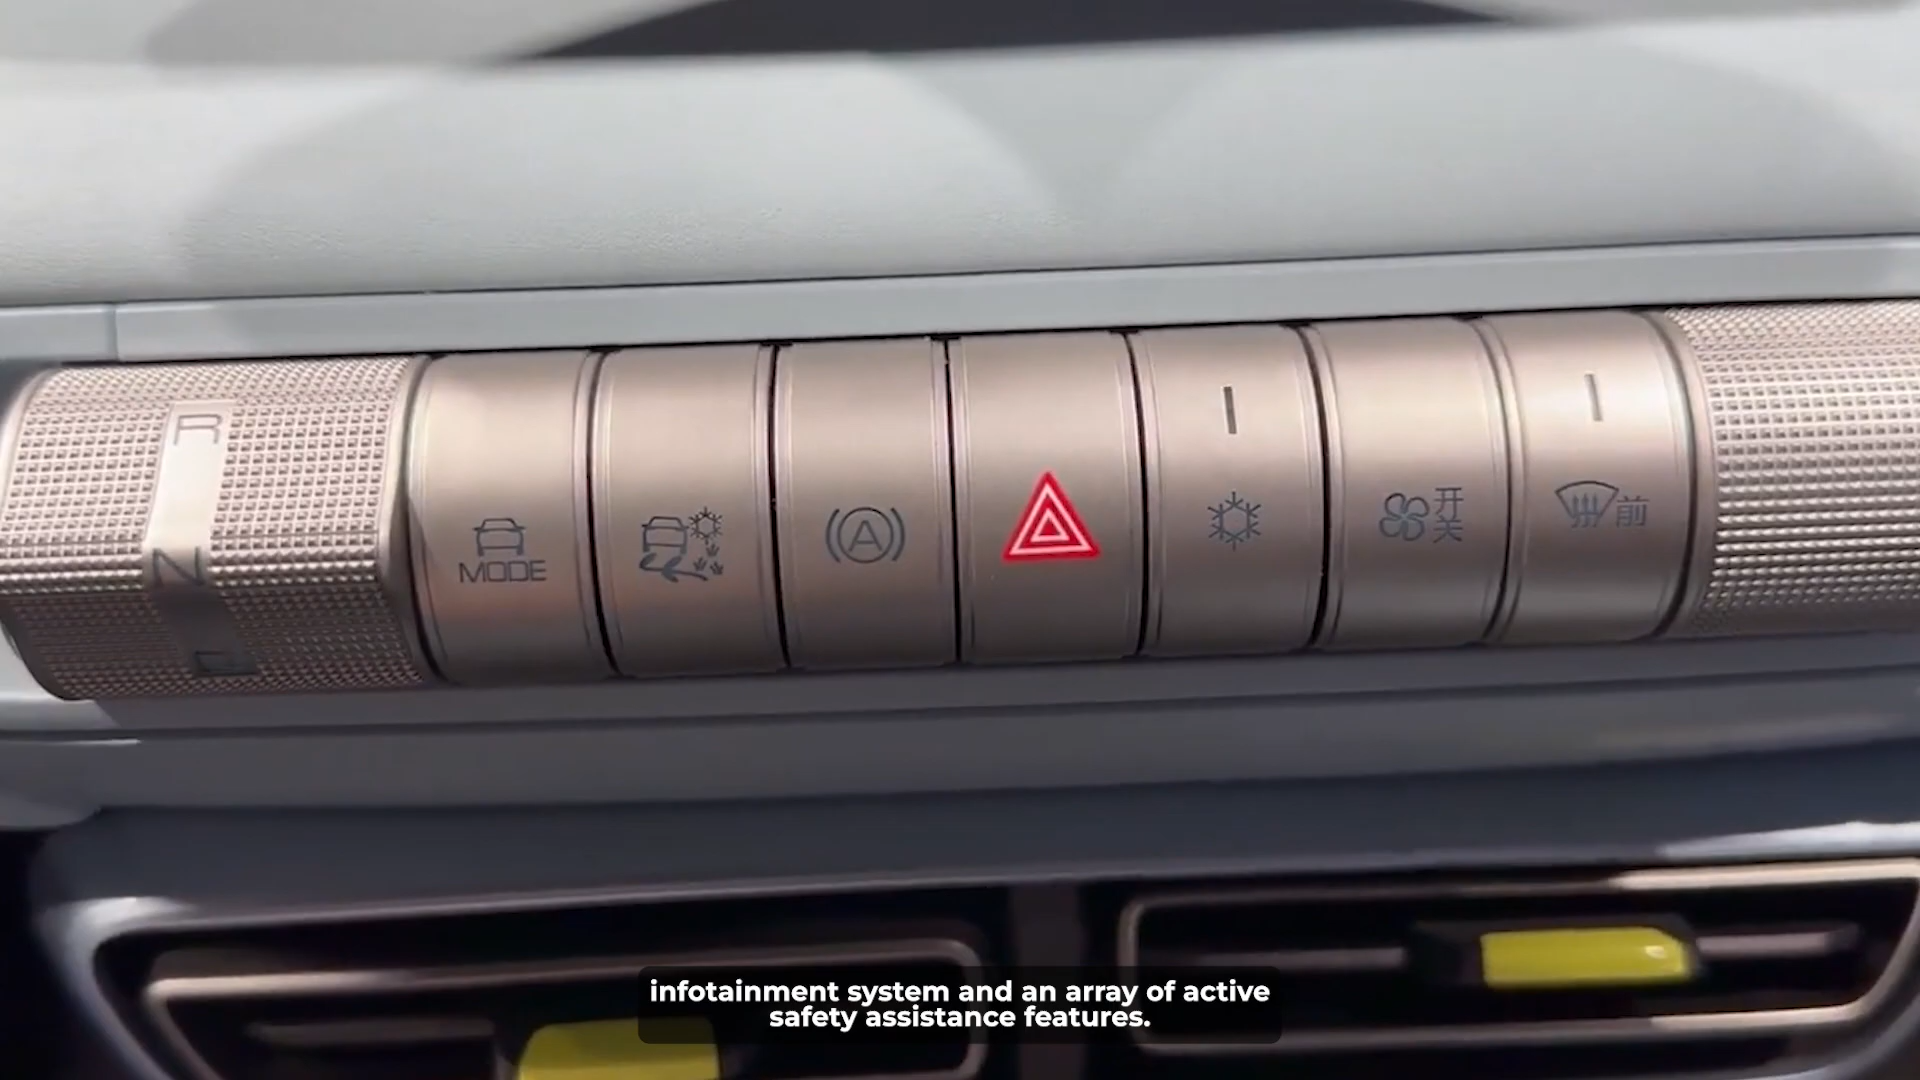 R
N
D
MODE
A
开
关
前
infotainment system and an array of active
safety assistance features.